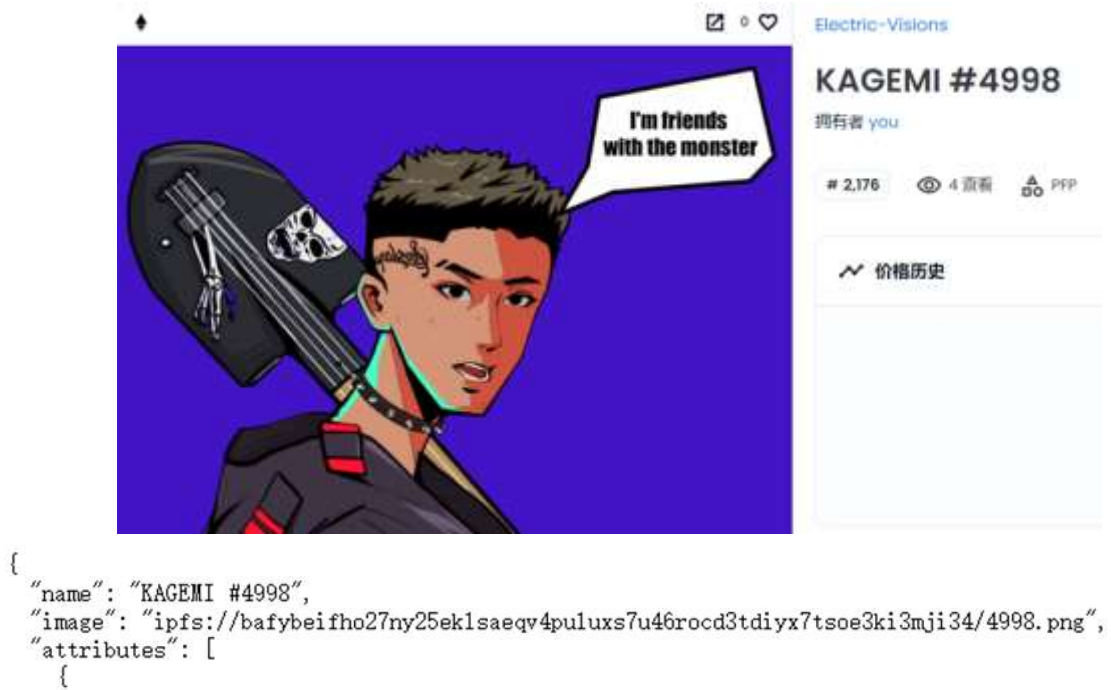 0
I'm friends
with the monster
Electric-Visions
KAGEMI #4998
拥有者 you
# 2,176 4 查看 PFP
价格历史
{
"name": "KAGEMI #4998",
"image": "ipfs://bafybeifho27ny25eklsaeqv4puluxs7u46rocd3tdiyx7tsoe3ki3mji34/4998.png",
"attributes": [
{